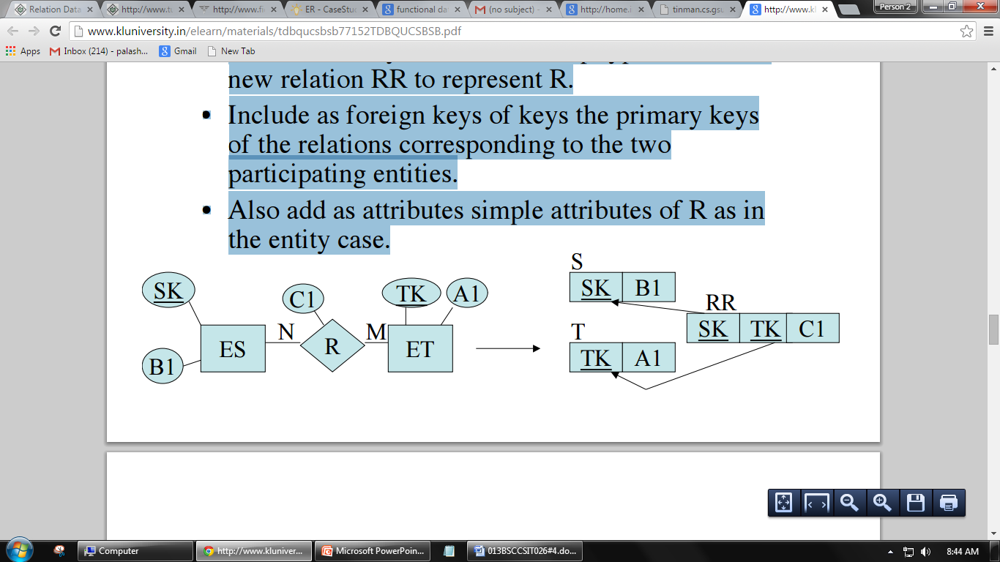 Relation Data
http://www.tu
http://www.fi
ER - CaseStu
functional da
(no subject) -
http://home.i
tinman.cs.gsu
http://www.kl
Person 2
www.kluniversity.in/elearn/materials/tdbqucsbsb77152TDBQUCSBSB.pdf
Apps
Inbox (214) - palash...
Gmail
New Tab
new relation RR to represent R.
• Include as foreign keys of keys the primary keys
of the relations corresponding to the two
participating entities.
• Also add as attributes simple attributes of R as in
the entity case.
SK
B1
ES
N
C1
R
M
TK
A1
ET
S
SK B1
RR
SK TK C1
T
TK A1
Computer
http://www.kluniver...
Microsoft PowerPoin...
013BSCCSIT026#4.do...
8:44 AM